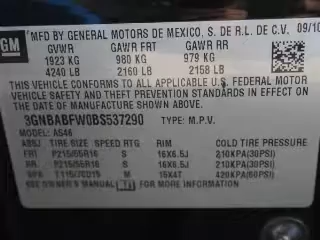 GM BY GENERAL MOTORS DE MEXICO, S. DE R.L. DE C.V. 09/10
GVWR GAWR FRT GAWR RR
1923 KG 980 KG 979 KG
4240 LB 2160 LB 2158 LB
THIS VEHICLE CONFORMS TO ALL APPLICABLE U.S. FEDERAL MOTOR
VEHICLE SAFETY, BUMPER, AND THEFT PREVENTION STANDARDS IN
EFFECT ON THE DATE OF MANUFACTURE SHOWN ABOVE.
3GNBABFW0BS537290 TYPE: M.P.V.
MODEL: AS46
TIRE SIZE SPEED RTG RIM COLD TIRE PRESSURE
FRT P215/55R16 S 16X6.5J 210KPA(30PSI)
RR P215/55R16 S 16X6.5J 210KPA(30PSI)
SPA T115/70D15 M 15X4T 420KPA(60PSI)
SEE OWNER'S MANUAL FOR ADDITIONAL INFORMATION